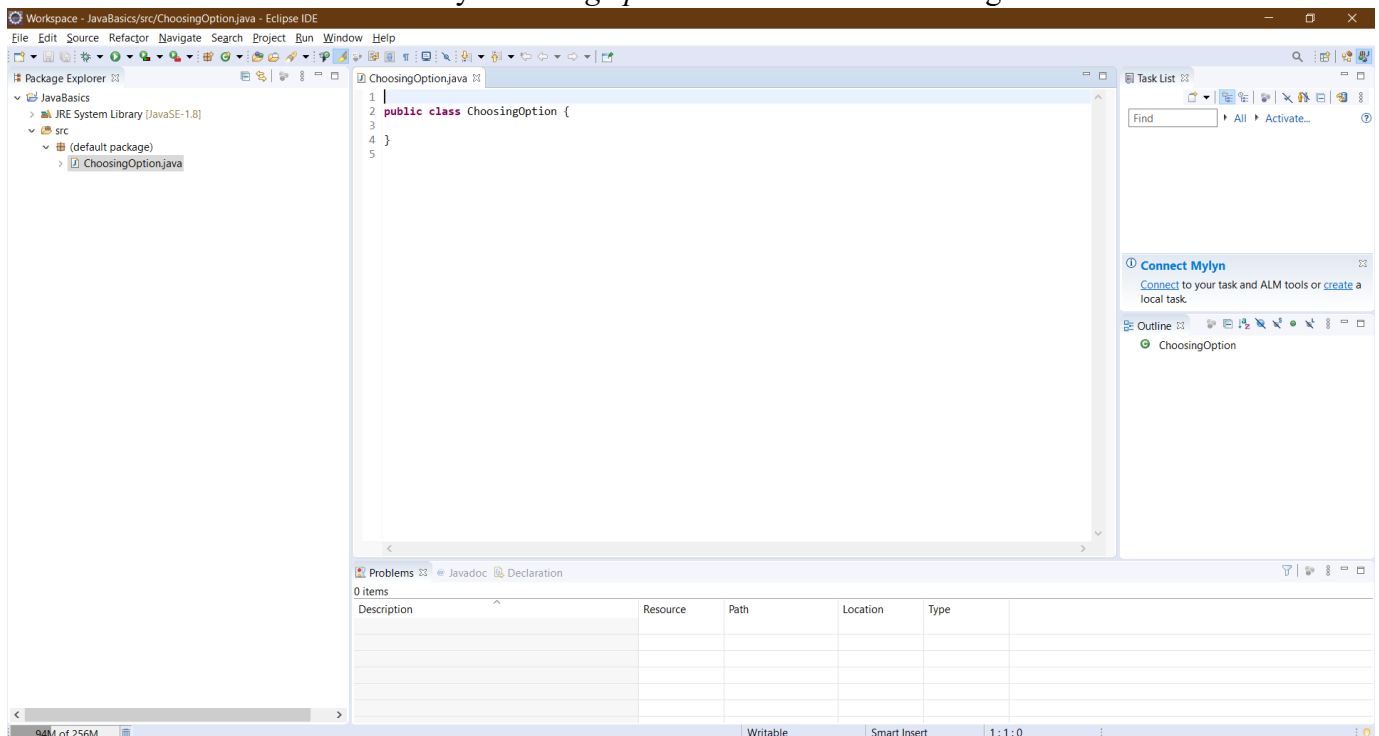 Workspace - JavaBasics/src/ChoosingOption.java - Eclipse IDE
File Edit Source Refactor Navigate Search Project Run Window Help
Package Explorer
JavaBasics
JRE System Library [JavaSE-1.8]
src
(default package)
ChoosingOption.java
ChoosingOption.java
1
2 public class ChoosingOption {
3
4 }
5
Task List
Find All Activate...
Connect Mylyn
Connect to your task and ALM tools or create a
local task.
Outline
ChoosingOption
Problems Javadoc Declaration
0 items
Description Resource Path Location Type
94M of 256M Writable Smart Insert 1 : 1 : 0